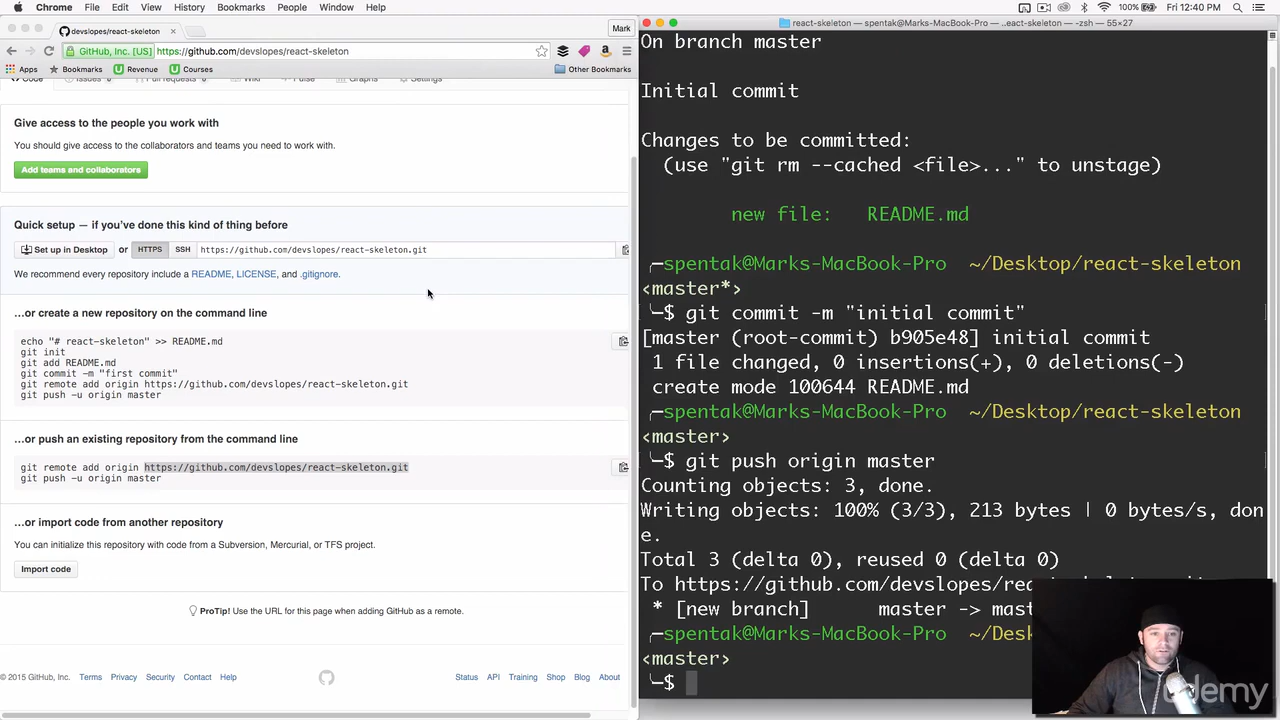 Chrome File Edit View History Bookmarks People Window Help
100% Fri 12:40 PM
devslopes/react-skeleton
Mark
GitHub, Inc. [US] https://github.com/devslopes/react-skeleton
Apps Bookmarks Revenue Courses Other Bookmarks
Code Issues 0 Pull requests 0 Wiki Pulse Graphs Settings
Give access to the people you work with
You should give access to the collaborators and teams you need to work with.
Add teams and collaborators
Quick setup — if you've done this kind of thing before
Set up in Desktop or HTTPS SSH https://github.com/devslopes/react-skeleton.git
We recommend every repository include a README, LICENSE, and .gitignore.
...or create a new repository on the command line
echo "# react-skeleton" >> README.md
git init
git add README.md
git commit -m "first commit"
git remote add origin https://github.com/devslopes/react-skeleton.git
git push -u origin master
...or push an existing repository from the command line
git remote add origin https://github.com/devslopes/react-skeleton.git
git push -u origin master
...or import code from another repository
You can initialize this repository with code from a Subversion, Mercurial, or TFS project.
Import code
ProTip! Use the URL for this page when adding GitHub as a remote.
© 2015 GitHub, Inc. Terms Privacy Security Contact Help
Status API Training Shop Blog About
react-skeleton — spentak@Marks-MacBook-Pro — ..eact-skeleton — -zsh — 55×27
On branch master
Initial commit
Changes to be committed:
(use "git rm --cached <file>..." to unstage)
new file: README.md
╭─spentak@Marks-MacBook-Pro ~/Desktop/react-skeleton
‹master*›
╰─$ git commit -m "initial commit"
[master (root-commit) b905e48] initial commit
1 file changed, 0 insertions(+), 0 deletions(-)
create mode 100644 README.md
╭─spentak@Marks-MacBook-Pro ~/Desktop/react-skeleton
‹master›
╰─$ git push origin master
Counting objects: 3, done.
Writing objects: 100% (3/3), 213 bytes | 0 bytes/s, don
e.
Total 3 (delta 0), reused 0 (delta 0)
To https://github.com/devslopes/rea
* [new branch] master -> mast
╭─spentak@Marks-MacBook-Pro ~/Des
‹master›
╰─$
udemy